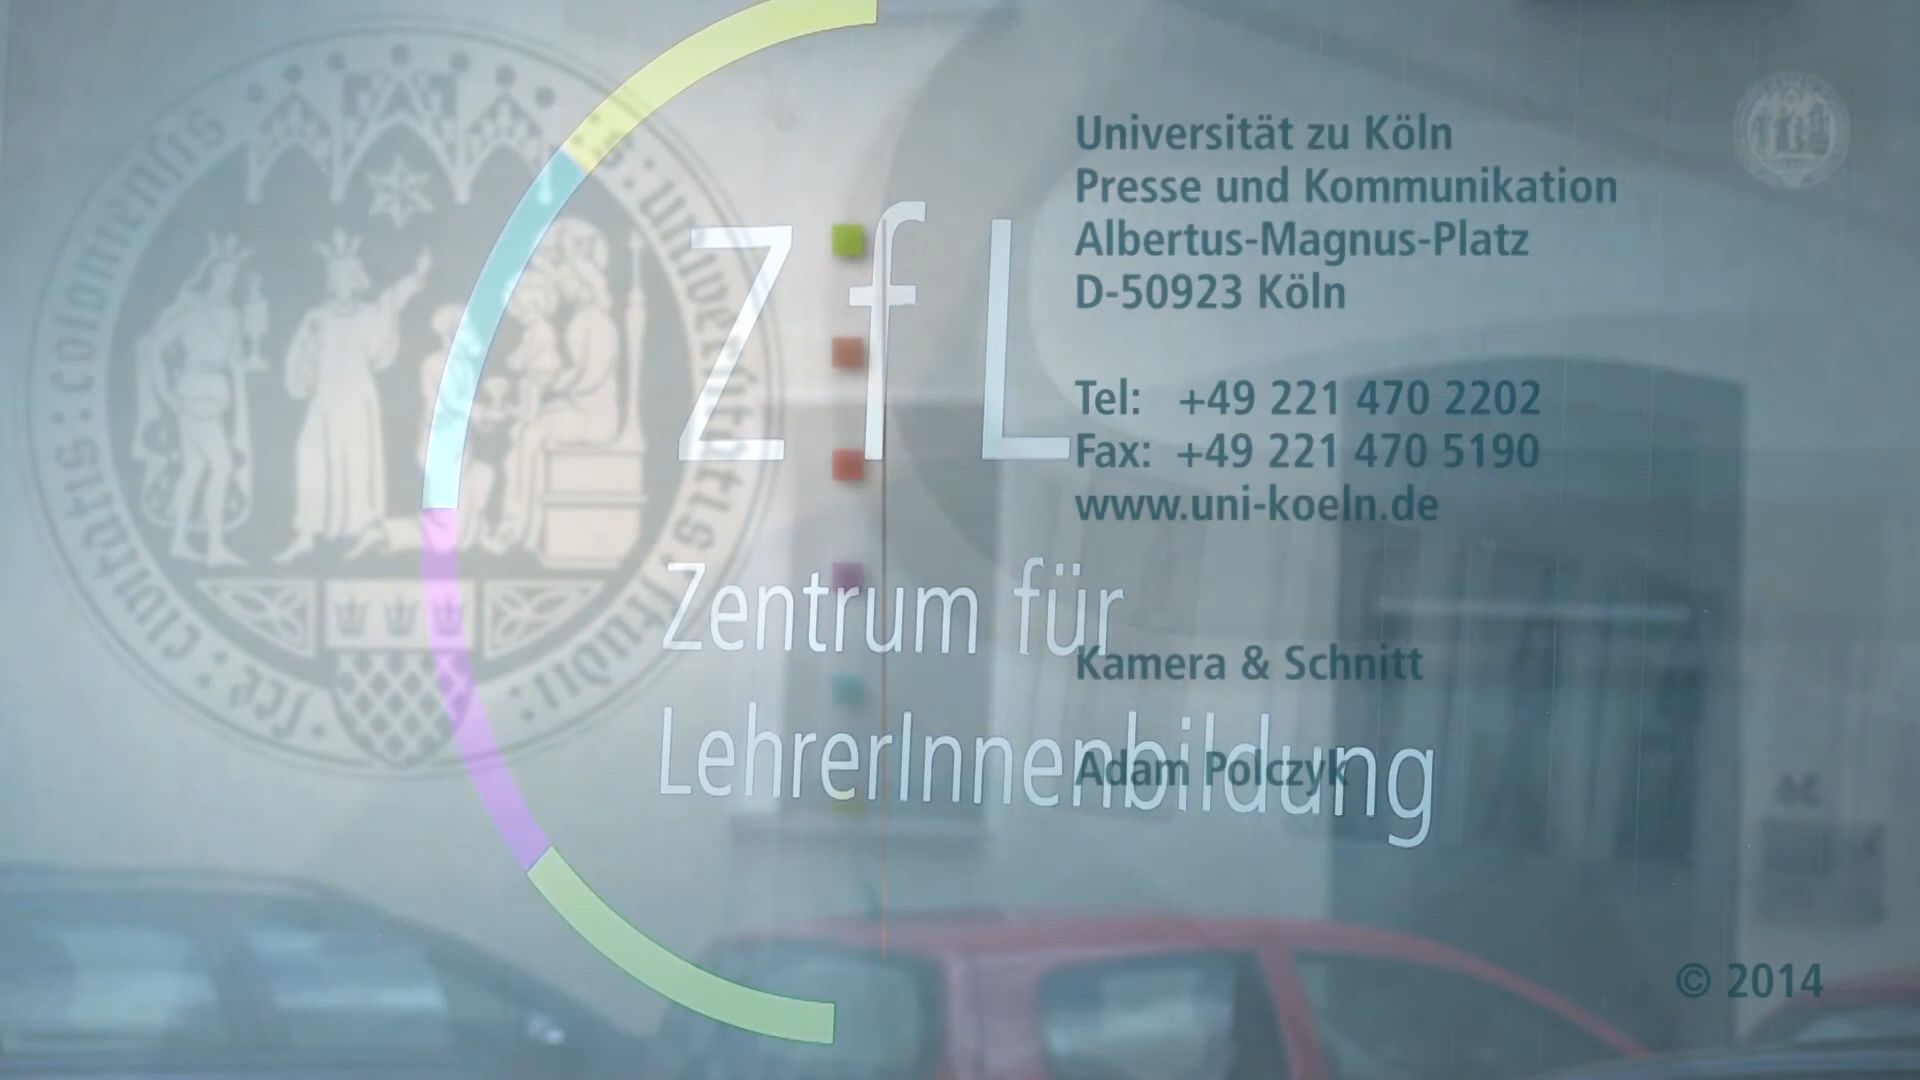 ZfL
Zentrum für
LehrerInnenbildung
Universität zu Köln
Presse und Kommunikation
Albertus-Magnus-Platz
D-50923 Köln
Tel: +49 221 470 2202
Fax: +49 221 470 5190
www.uni-koeln.de
Kamera & Schnitt
Adam Polczyk
© 2014